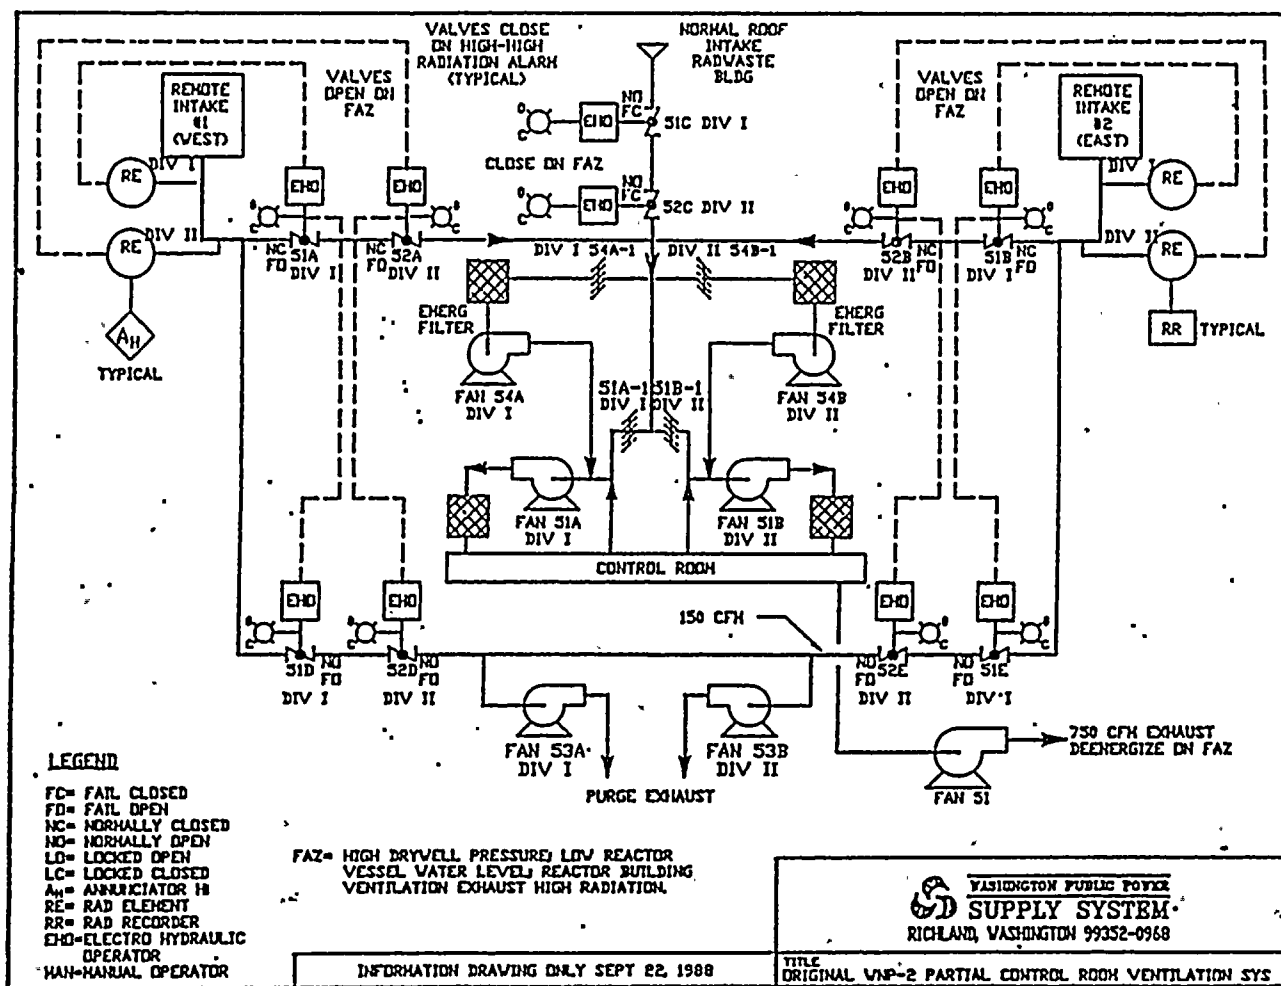 VALVES CLOSE
ON HIGH-HIGH
RADIATION ALARM
(TYPICAL)
NORMAL ROOF
INTAKE
RADWASTE
BLDG
REMOTE
INTAKE
#1
(WEST)
VALVES
OPEN ON
FAZ
VALVES
OPEN ON
FAZ
REMOTE
INTAKE
#2
(EAST)
O
C
EHO
NO
FC
51C DIV I
CLOSE ON FAZ
O
C
EHO
NO
FC
52C DIV II
RE
DIV I
RE
DIV II
EHO
EHO
O
C
O
C
NC
FO
51A
DIV I
NC
FO
52A
DIV II
EHO
EHO
O
C
O
C
52B
DIV II
NC
FO
51B
DIV I
NC
FO
DIV I
RE
DIV II
RE
A H
TYPICAL
RR
TYPICAL
DIV I 54A-1
DIV II 54B-1
EMERG
FILTER
EMERG
FILTER
FAN 54A
DIV I
FAN 54B
DIV II
51A-1
DIV I
51B-1
DIV II
FAN 51A
DIV I
FAN 51B
DIV II
CONTROL ROOM
EHO
EHO
O
C
O
C
51D
DIV I
NO
FO
52D
DIV II
NO
FO
150 CFM
EHO
EHO
O
C
O
C
NO
FO
52E
DIV II
NO
FO
51E
DIV I
FAN 53A
DIV I
FAN 53B
DIV II
PURGE EXHAUST
FAN 51
750 CFM EXHAUST
DEENERGIZE ON FAZ
LEGEND
FC= FAIL CLOSED
FO= FAIL OPEN
NC= NORMALLY CLOSED
NO= NORMALLY OPEN
LO= LOCKED OPEN
LC= LOCKED CLOSED
AH= ANNUNCIATOR HI
RE= RAD ELEMENT
RR= RAD RECORDER
EHO=ELECTRO HYDRAULIC
OPERATOR
MAN=MANUAL OPERATOR
FAZ= HIGH DRYWELL PRESSURE; LOW REACTOR
VESSEL WATER LEVEL; REACTOR BUILDING
VENTILATION EXHAUST HIGH RADIATION.
INFORMATION DRAWING ONLY SEPT 22, 1988
WASHINGTON PUBLIC POWER
SUPPLY SYSTEM
RICHLAND, WASHINGTON 99352-0968
TITLE
ORIGINAL WNP-2 PARTIAL CONTROL ROOM VENTILATION SYS